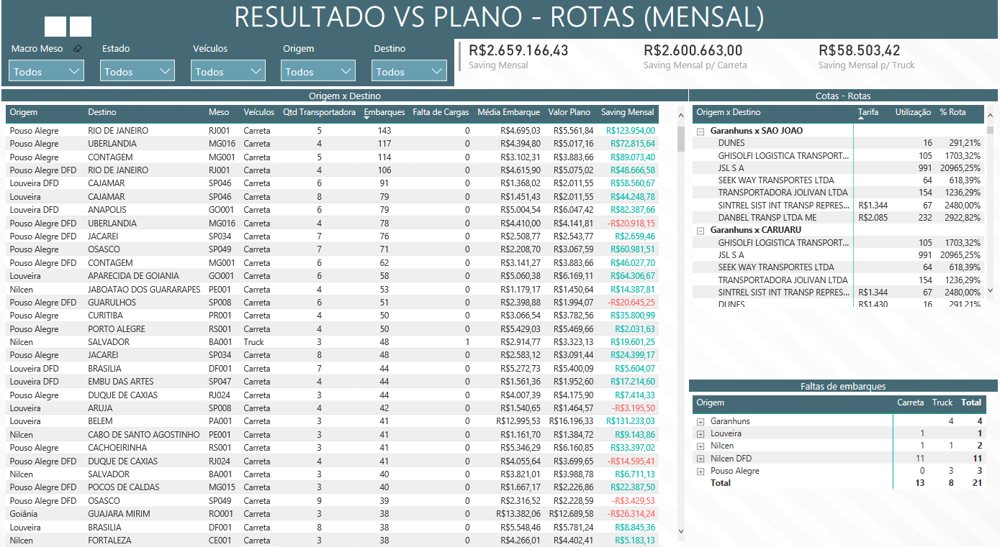 RESULTADO VS PLANO - ROTAS (MENSAL)
Macro Meso Estado Veículos Origem Destino
Todos Todos Todos Todos Todos
R$2.659.166,43 R$2.600.663,00 R$58.503,42
Saving Mensal Saving Mensal p/ Carreta Saving Mensal p/ Truck
Origem x Destino
Origem Destino Meso Veículos Qtd Transportadora Embarques Falta de Cargas Média Embarque Valor Plano Saving Mensal
Pouso Alegre RIO DE JANEIRO RJ001 Carreta 5 143 0 R$4.695,03 R$5.561,84 R$123.954,00
Pouso Alegre UBERLANDIA MG016 Carreta 4 117 0 R$4.394,80 R$5.017,16 R$72.815,64
Pouso Alegre CONTAGEM MG001 Carreta 5 114 0 R$3.102,31 R$3.883,66 R$89.073,40
Pouso Alegre DFD RIO DE JANEIRO RJ001 Carreta 4 106 0 R$4.615,90 R$5.075,02 R$48.666,58
Louveira DFD CAJAMAR SP046 Carreta 6 91 0 R$1.368,02 R$2.011,55 R$58.560,67
Louveira CAJAMAR SP046 Carreta 8 79 0 R$1.451,43 R$2.011,55 R$44.248,78
Louveira DFD ANAPOLIS GO001 Carreta 6 79 0 R$5.004,54 R$6.047,42 R$82.387,66
Pouso Alegre DFD UBERLANDIA MG016 Carreta 4 78 0 R$4.410,00 R$4.141,81 -R$20.918,15
Pouso Alegre DFD JACAREI SP034 Carreta 7 76 0 R$2.508,77 R$2.543,77 R$2.659,46
Pouso Alegre OSASCO SP049 Carreta 7 71 0 R$2.208,70 R$3.067,59 R$60.981,51
Pouso Alegre DFD CONTAGEM MG001 Carreta 6 62 0 R$3.141,27 R$3.883,66 R$46.027,70
Louveira APARECIDA DE GOIANIA GO001 Carreta 6 58 0 R$5.060,38 R$6.169,11 R$64.306,67
Nilcen JABOATAO DOS GUARARAPES PE001 Carreta 4 53 0 R$1.179,17 R$1.450,64 R$14.387,81
Pouso Alegre DFD GUARULHOS SP008 Carreta 6 51 0 R$2.398,88 R$1.994,07 -R$20.645,25
Pouso Alegre CURITIBA PR001 Carreta 4 50 0 R$3.066,54 R$3.782,56 R$35.800,99
Pouso Alegre PORTO ALEGRE RS001 Carreta 4 50 0 R$5.429,03 R$5.469,66 R$2.031,63
Nilcen SALVADOR BA001 Truck 3 48 1 R$2.914,77 R$3.323,13 R$19.601,25
Pouso Alegre JACAREI SP034 Carreta 8 48 0 R$2.583,12 R$3.091,44 R$24.399,17
Louveira DFD BRASILIA DF001 Carreta 7 44 0 R$5.272,73 R$5.400,09 R$5.604,07
Louveira DFD EMBU DAS ARTES SP047 Carreta 4 44 0 R$1.561,36 R$1.952,60 R$17.214,60
Pouso Alegre DUQUE DE CAXIAS RJ024 Carreta 3 44 0 R$4.007,39 R$4.175,90 R$7.414,33
Louveira ARUJA SP008 Carreta 4 42 0 R$1.540,65 R$1.464,57 -R$3.195,50
Louveira BELEM PA001 Carreta 3 41 0 R$12.995,53 R$16.196,33 R$131.233,03
Nilcen CABO DE SANTO AGOSTINHO PE001 Carreta 3 41 0 R$1.161,70 R$1.384,72 R$9.143,86
Pouso Alegre CACHOEIRINHA RS001 Carreta 3 41 0 R$5.346,29 R$6.160,85 R$33.397,02
Pouso Alegre DFD DUQUE DE CAXIAS RJ024 Carreta 4 41 0 R$4.055,64 R$3.699,65 -R$14.595,41
Nilcen SALVADOR BA001 Carreta 3 40 0 R$3.821,01 R$3.988,78 R$6.711,13
Pouso Alegre DFD POCOS DE CALDAS MG015 Carreta 3 40 0 R$1.667,17 R$2.226,86 R$22.387,50
Pouso Alegre DFD OSASCO SP049 Carreta 9 39 0 R$2.316,52 R$2.228,59 -R$3.429,53
Goiânia GUAJARA MIRIM RO001 Carreta 3 38 0 R$13.382,06 R$12.689,58 -R$26.314,24
Louveira BRASILIA DF001 Carreta 8 38 0 R$5.548,46 R$5.781,24 R$8.845,36
Nilcen FORTALEZA CE001 Carreta 3 38 0 R$4.266,01 R$4.402,41 R$5.183,13
Cotas - Rotas
Origem x Destino Tarifa Utilização % Rota
Garanhuns x SAO JOAO
DUNES 16 291,21%
GHISOLFI LOGISTICA TRANSPORT... 105 1703,32%
JSL S A 991 20965,25%
SEEK WAY TRANSPORTES LTDA 64 618,39%
TRANSPORTADORA JOLIVAN LTDA 154 1236,29%
SINTREL SIST INT TRANSP REPRES... R$1.344 67 2480,00%
DANBEL TRANSP LTDA ME R$2.085 232 2922,82%
Garanhuns x CARUARU
GHISOLFI LOGISTICA TRANSPORT... 105 1703,32%
JSL S A 991 20965,25%
SEEK WAY TRANSPORTES LTDA 64 618,39%
TRANSPORTADORA JOLIVAN LTDA 154 1236,29%
SINTREL SIST INT TRANSP REPRES... R$1.344 67 2480,00%
DUNES R$1.430 16 291,21%
Faltas de embarques
Origem Carreta Truck Total
Garanhuns 4 4
Louveira 1 1
Nilcen 1 1 2
Nilcen DFD 11 11
Pouso Alegre 0 3 3
Total 13 8 21